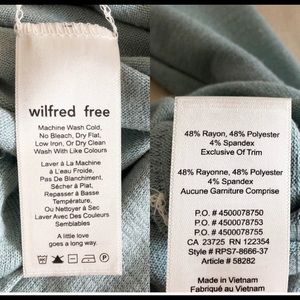 wilfred free
Machine Wash Cold,
No Bleach, Dry Flat,
Low Iron, Or Dry Clean
Wash With Like Colours
Laver à La Machine
à L'eau Froide,
Pas De Blanchiment,
Sécher à Plat,
Repasser à Basse
Température,
Ou Nettoyer à Sec
Laver Avec Des Couleurs
Semblables
A little love
goes a long way.
48% Rayon, 48% Polyester
4% Spandex
Exclusive Of Trim
48% Rayonne, 48% Polyester
4% Spandex
Aucune Garniture Comprise
P.O. # 4500078750
P.O. # 4500078753
P.O. # 4500078755
CA 23725 RN 122354
Style # RPS7-8666-37
Article # 58282
Made in Vietnam
Fabriqué au Vietnam